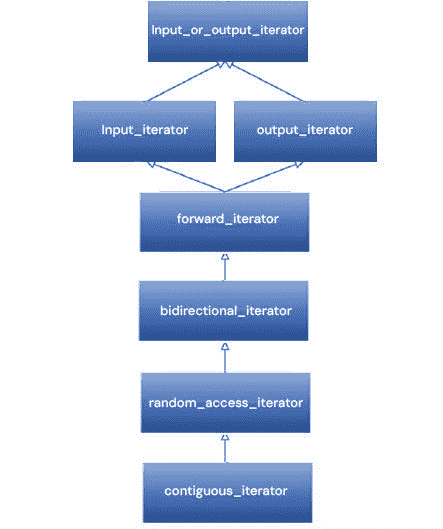 Input_or_output_iterator
Input_iterator
output_iterator
forward_iterator
bidirectional_iterator
random_access_iterator
contiguous_iterator